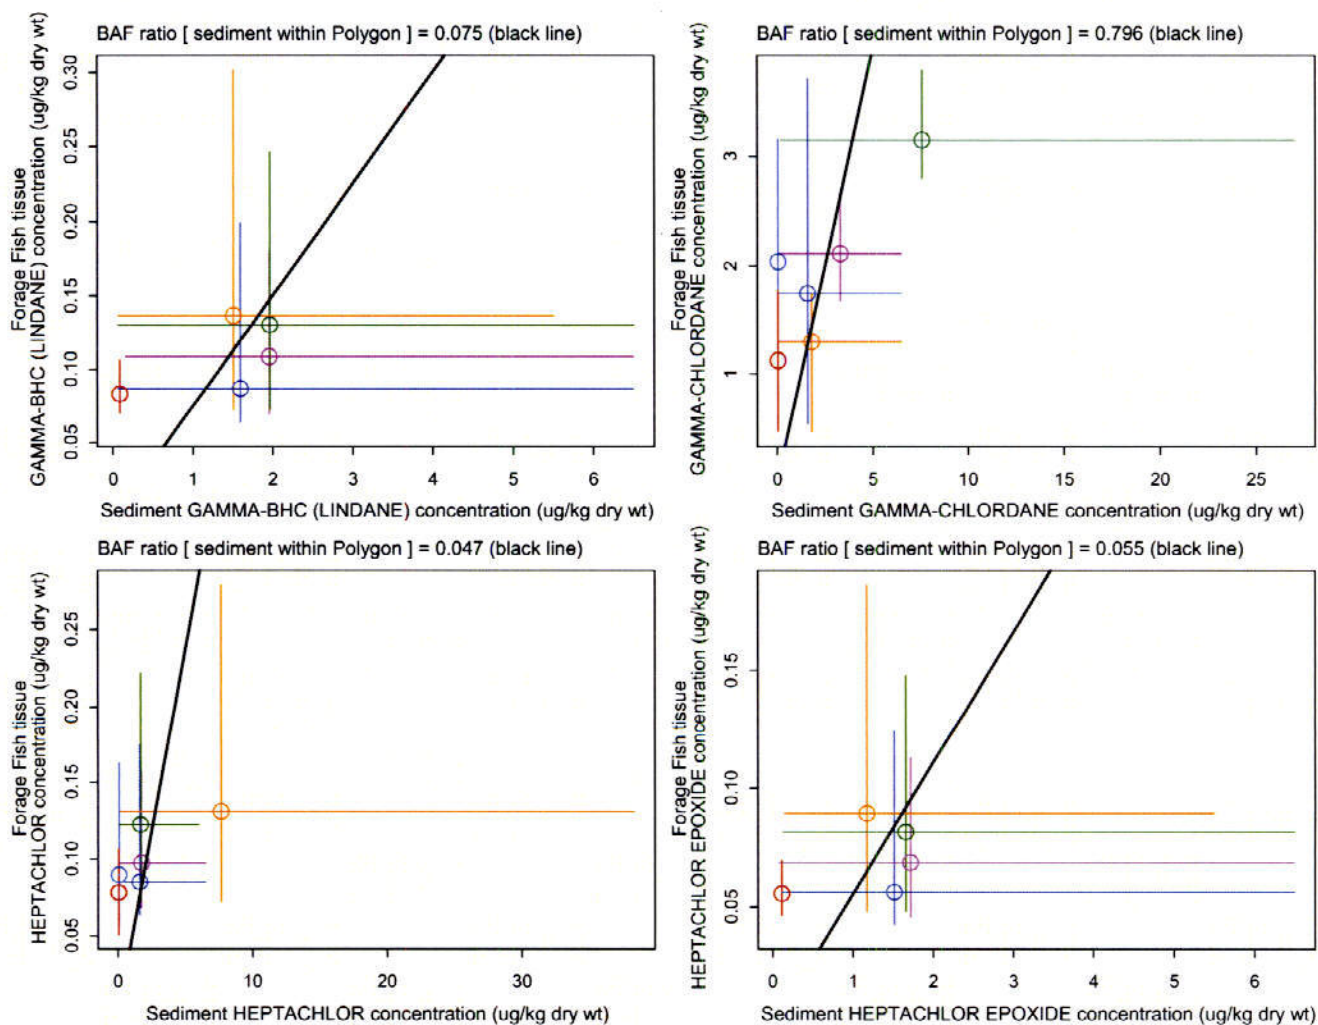 BAF ratio [ sediment within Polygon ] = 0.075 (black line)
Forage Fish tissue
GAMMA-BHC (LINDANE) concentration (ug/kg dry wt)
0.30
0.25
0.20
0.15
0.10
0.05
0 1 2 3 4 5 6
Sediment GAMMA-BHC (LINDANE) concentration (ug/kg dry wt)
BAF ratio [ sediment within Polygon ] = 0.796 (black line)
Forage Fish tissue
GAMMA-CHLORDANE concentration (ug/kg dry wt)
3
2
1
0 5 10 15 20 25
Sediment GAMMA-CHLORDANE concentration (ug/kg dry wt)
BAF ratio [ sediment within Polygon ] = 0.047 (black line)
Forage Fish tissue
HEPTACHLOR concentration (ug/kg dry wt)
0.25
0.20
0.15
0.100
0.05
0 10 20 30
Sediment HEPTACHLOR concentration (ug/kg dry wt)
BAF ratio [ sediment within Polygon ] = 0.055 (black line)
Forage Fish tissue
HEPTACHLOR EPOXIDE concentration (ug/kg dry wt)
0.15
0.10
0.05
0 1 2 3 4 5 6
Sediment HEPTACHLOR EPOXIDE concentration (ug/kg dry wt)